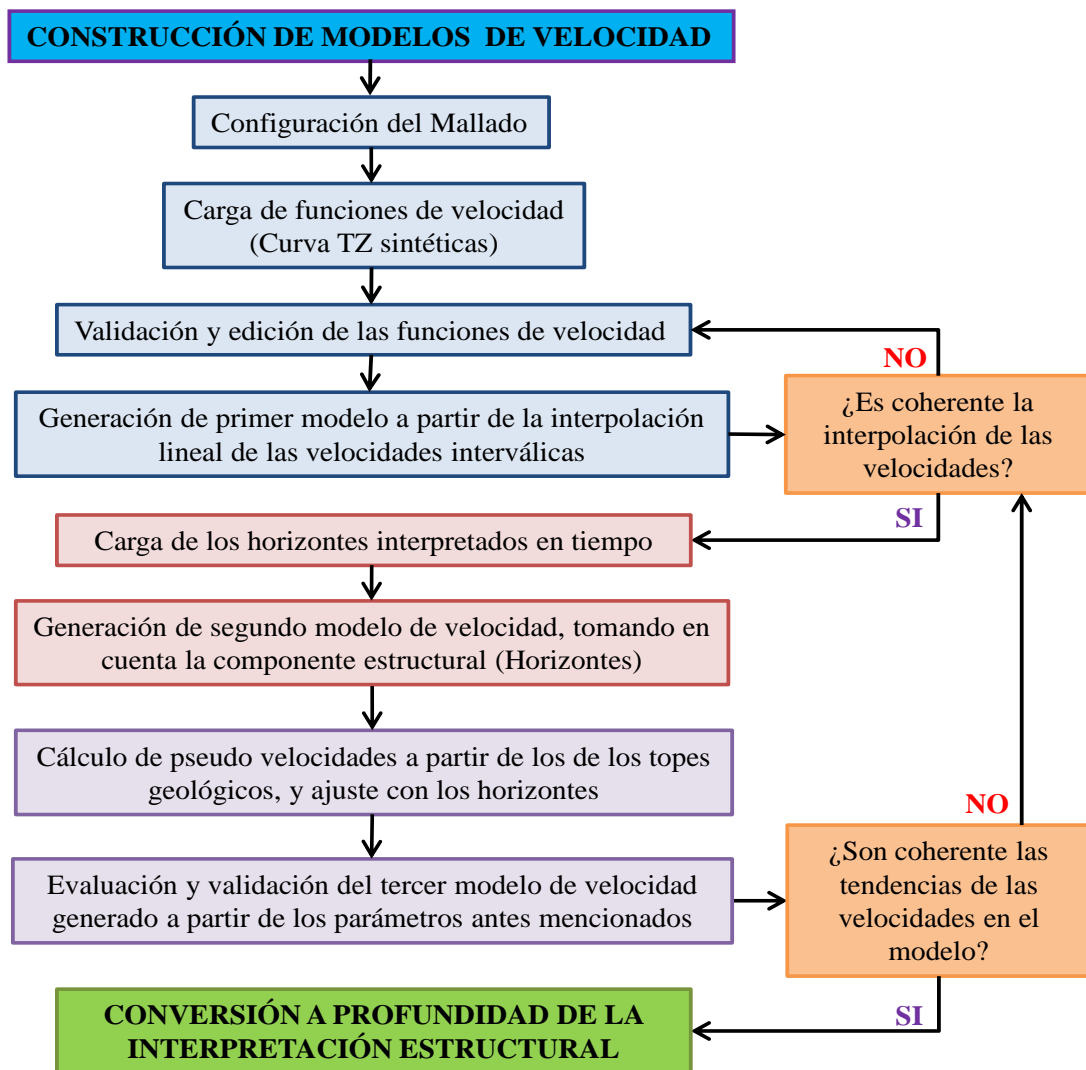 CONSTRUCCIÓN DE MODELOS DE VELOCIDAD
Configuración del Mallado
Carga de funciones de velocidad
(Curva TZ sintéticas)
Validación y edición de las funciones de velocidad
NO
Generación de primer modelo a partir de la interpolación
lineal de las velocidades interválicas
¿Es coherente la
interpolación de las
velocidades?
SI
Carga de los horizontes interpretados en tiempo
Generación de segundo modelo de velocidad, tomando en
cuenta la componente estructural (Horizontes)
Cálculo de pseudo velocidades a partir de los de los topes
geológicos, y ajuste con los horizontes
NO
Evaluación y validación del tercer modelo de velocidad
generado a partir de los parámetros antes mencionados
¿Son coherente las
tendencias de las
velocidades en el
modelo?
SI
CONVERSIÓN A PROFUNDIDAD DE LA
INTERPRETACIÓN ESTRUCTURAL